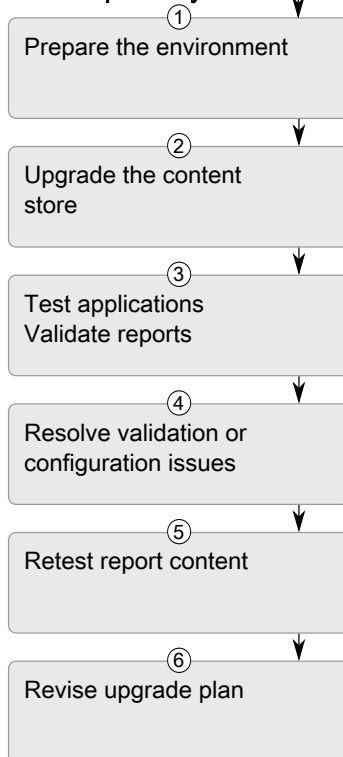 1
Prepare the environment
2
Upgrade the content
store
3
Test applications
Validate reports
4
Resolve validation or
configuration issues
5
Retest report content
6
Revise upgrade plan